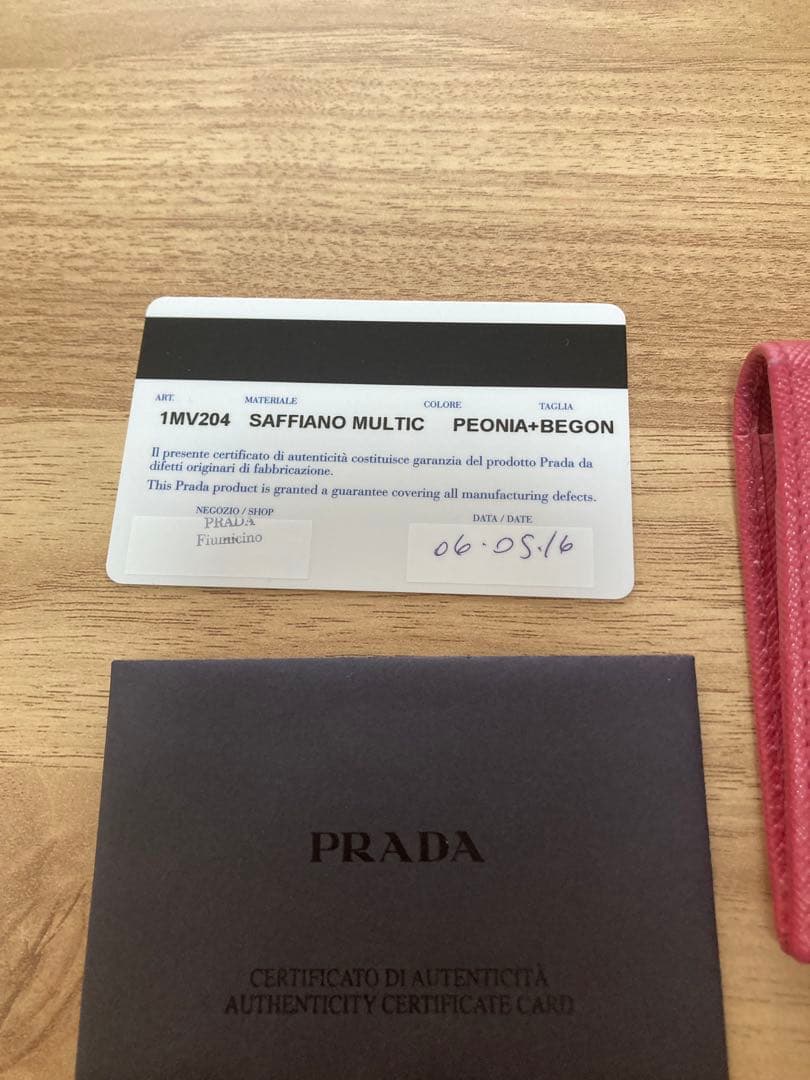 ART. MATERIALE COLORE TAGLIA
1MV204 SAFFIANO MULTIC PEONIA+BEGON
Il presente certificato di autenticità costituisce garanzia del prodotto Prada da
difetti originari di fabbricazione.
This Prada product is granted a guarantee covering all manufacturing defects.
NEGOZIO / SHOP DATA / DATE
PRADA
Fiumicino 06.05.16
PRADA
CERTIFICATO DI AUTENTICITÀ
AUTHENTICITY CERTIFICATE CARD